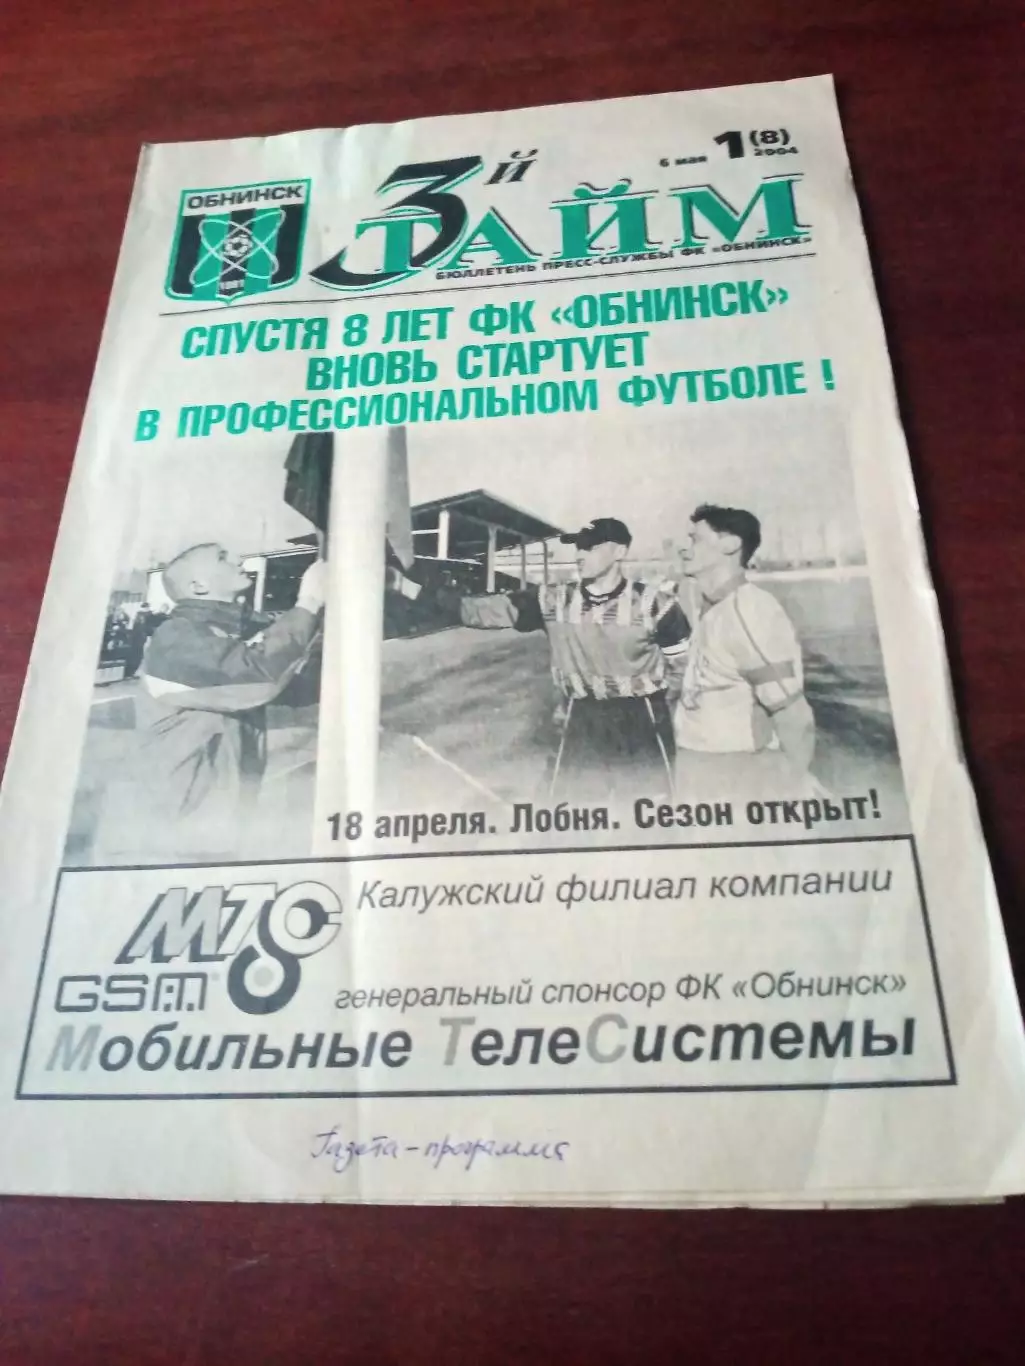 ОБНИНСК
1981
3й ТАЙМ
6 мая 1(8) 2004
БЮЛЛЕТЕНЬ ПРЕСС-СЛУЖБЫ ФК «ОБНИНСК»
СПУСТЯ 8 ЛЕТ ФК «ОБНИНСК»
ВНОВЬ СТАРТУЕТ
В ПРОФЕССИОНАЛЬНОМ ФУТБОЛЕ !
18 апреля. Лобня. Сезон открыт!
МТС
GSM
Калужский филиал компании
генеральный спонсор ФК «Обнинск»
Мобильные ТелеСистемы
Газета-программа